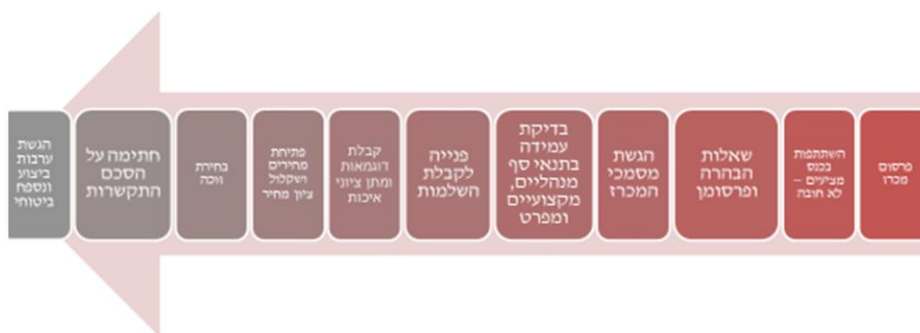 פרסום
מכרז
השתתפות
בכנס
מציעים –
לא חובה
שאלות
הבהרה
ופרסומן
הגשת
מסמכי
המכרז
בדיקת
עמידה
בתנאי סף
מנהליים,
מקצועיים
ומפרט
פנייה
לקבלת
השלמות
קבלת
דוגמאות
ומתן ציוני
איכות
פתיחת
מחירים
ושקלול
ציון מחיר
בחירת
זוכה
חתימה על
הסכם
התקשרות
הגשת
ערבות
ביצוע
ונספח
ביטוחי